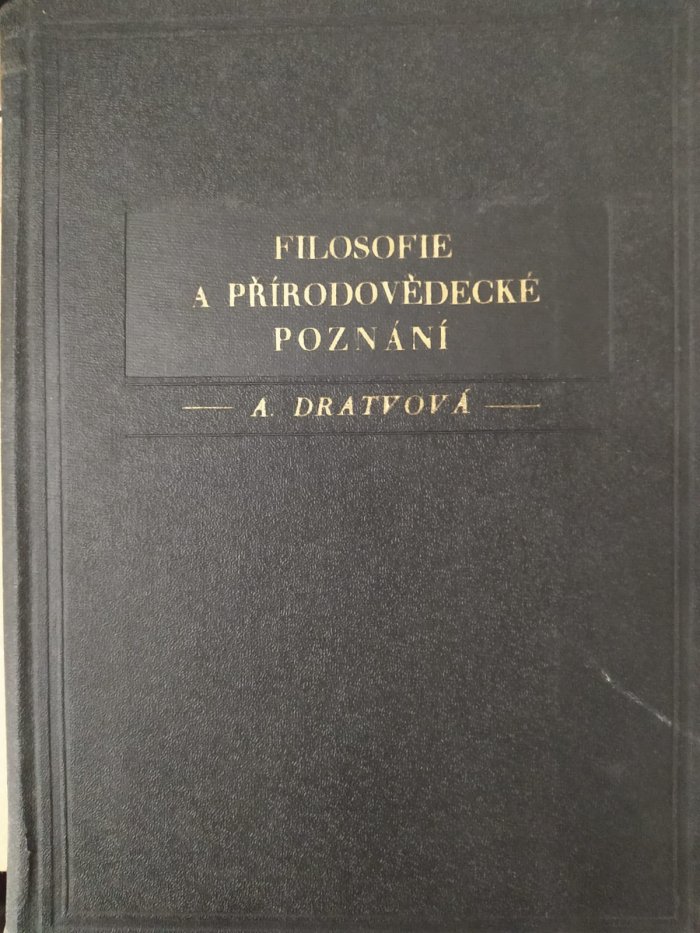 FILOSOFIE
A PŘÍRODOVĚDECKÉ
POZNÁNÍ
A. DRATVOVÁ